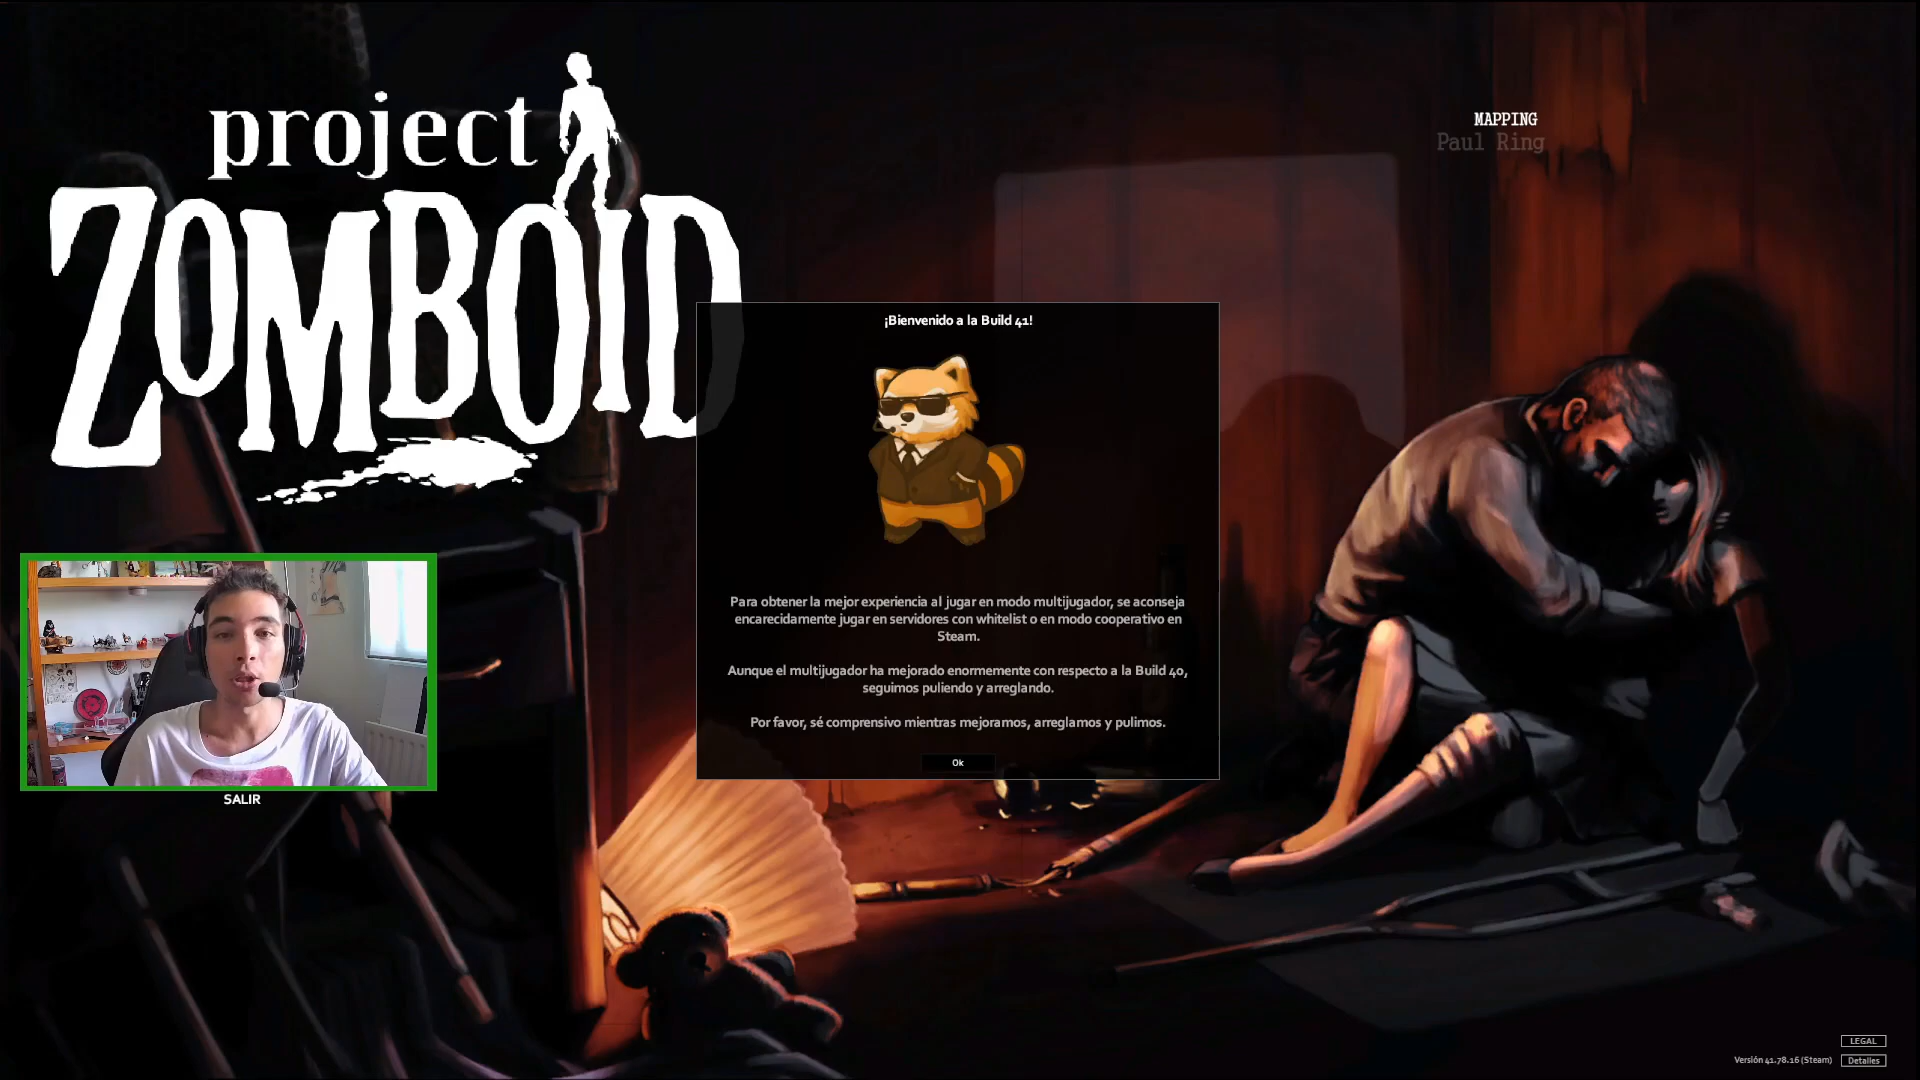 project
ZOMBOID
MAPPING
Paul Ring
¡Bienvenido a la Build 41!
Para obtener la mejor experiencia al jugar en modo multijugador, se aconseja
encarecidamente jugar en servidores con whitelist o en modo cooperativo en
Steam.
Aunque el multijugador ha mejorado enormemente con respecto a la Build 40,
seguimos puliendo y arreglando.
Por favor, sé comprensivo mientras mejoramos, arreglamos y pulimos.
Ok
SALIR
LEGAL
Versión 41.78.16 (Steam)
Detalles